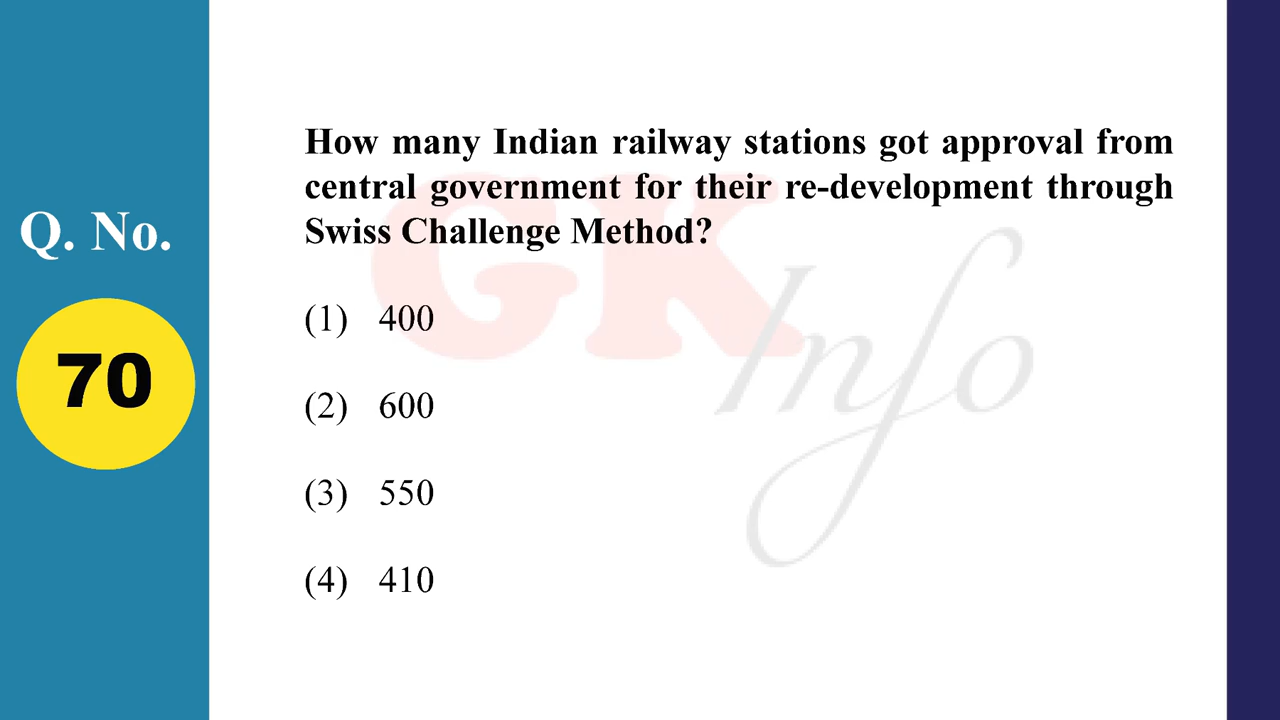 Q. No.
70
How many Indian railway stations got approval from
central government for their re-development through
Swiss Challenge Method?
(1) 400
(2) 600
(3) 550
(4) 410
GK
Info